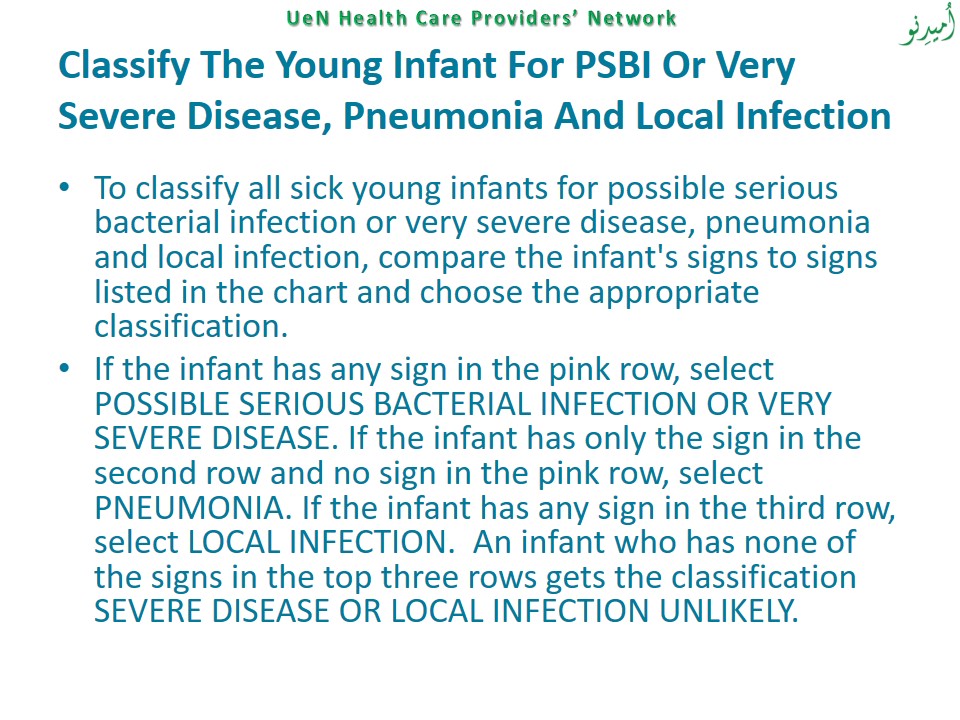 UeN Health Care Providers’ Network
اُمیدِنو
Classify The Young Infant For PSBI Or Very
Severe Disease, Pneumonia And Local Infection
• To classify all sick young infants for possible serious
bacterial infection or very severe disease, pneumonia
and local infection, compare the infant's signs to signs
listed in the chart and choose the appropriate
classification.
• If the infant has any sign in the pink row, select
POSSIBLE SERIOUS BACTERIAL INFECTION OR VERY
SEVERE DISEASE. If the infant has only the sign in the
second row and no sign in the pink row, select
PNEUMONIA. If the infant has any sign in the third row,
select LOCAL INFECTION.  An infant who has none of
the signs in the top three rows gets the classification
SEVERE DISEASE OR LOCAL INFECTION UNLIKELY.